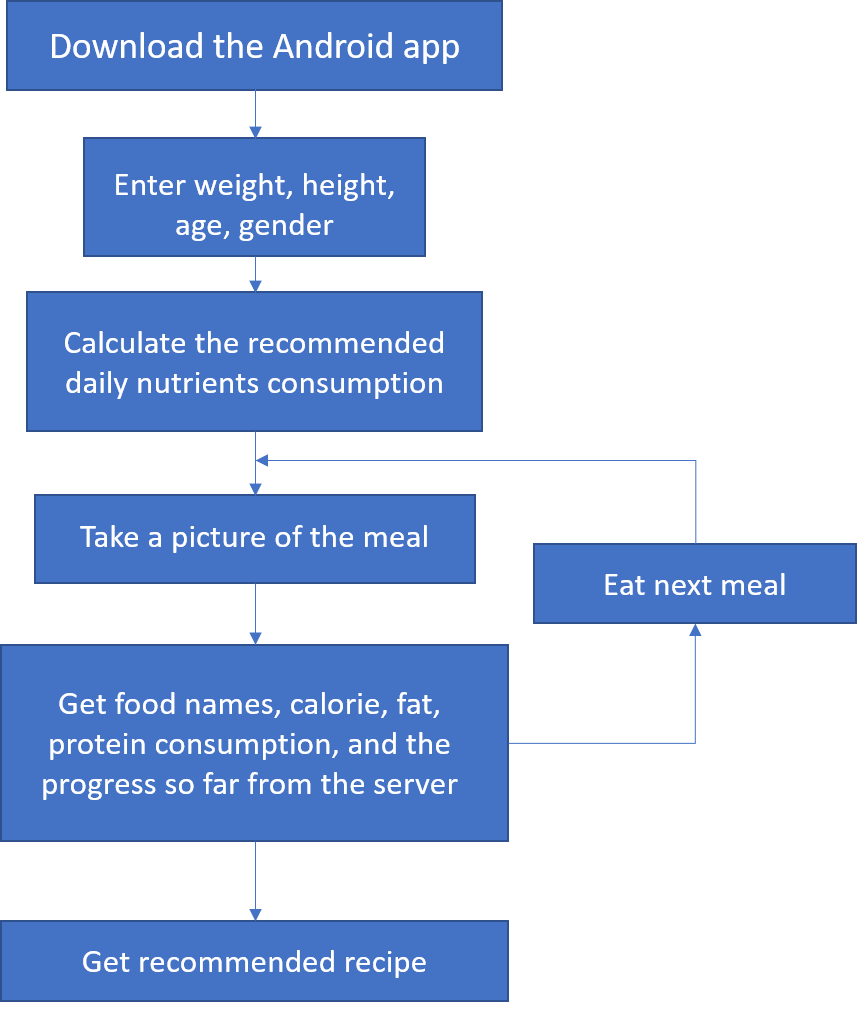 Download the Android app
Enter weight, height,
age, gender
Calculate the recommended
daily nutrients consumption
Take a picture of the meal
Eat next meal
Get food names, calorie, fat,
protein consumption, and the
progress so far from the server
Get recommended recipe